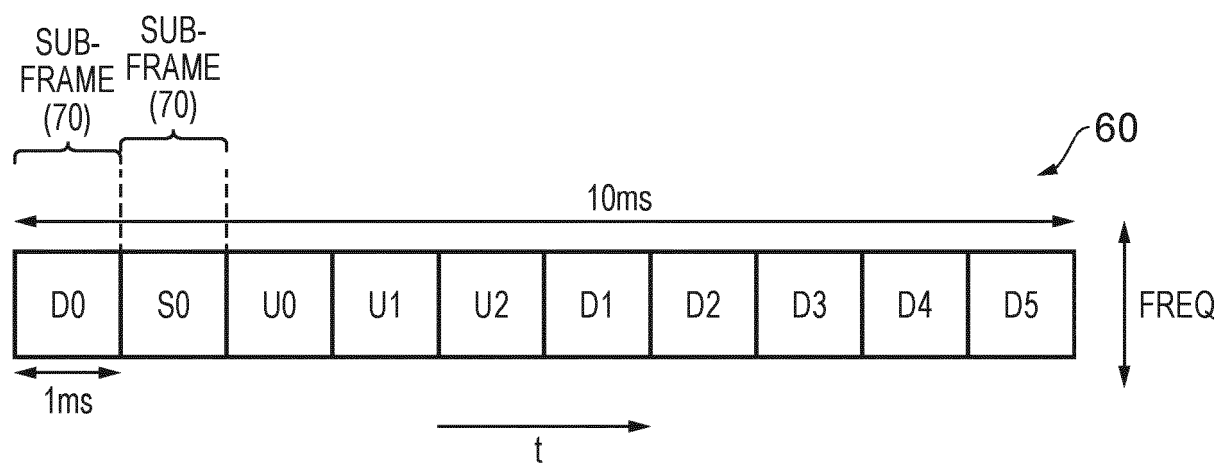 SUB-
FRAME
(70)
SUB-
FRAME
(70)
60
10ms
D0 S0 U0 U1 U2 D1 D2 D3 D4 D5
FREQ
1ms
t